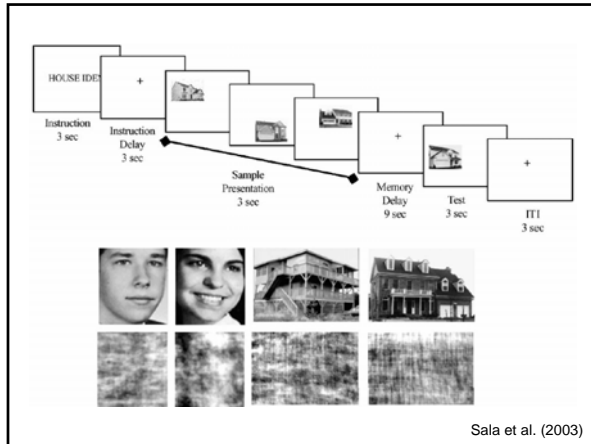 HOUSE IDEN
Instruction
3 sec
Instruction
Delay
3 sec
Sample
Presentation
3 sec
Memory
Delay
9 sec
Test
3 sec
ITI
3 sec
Sala et al. (2003)